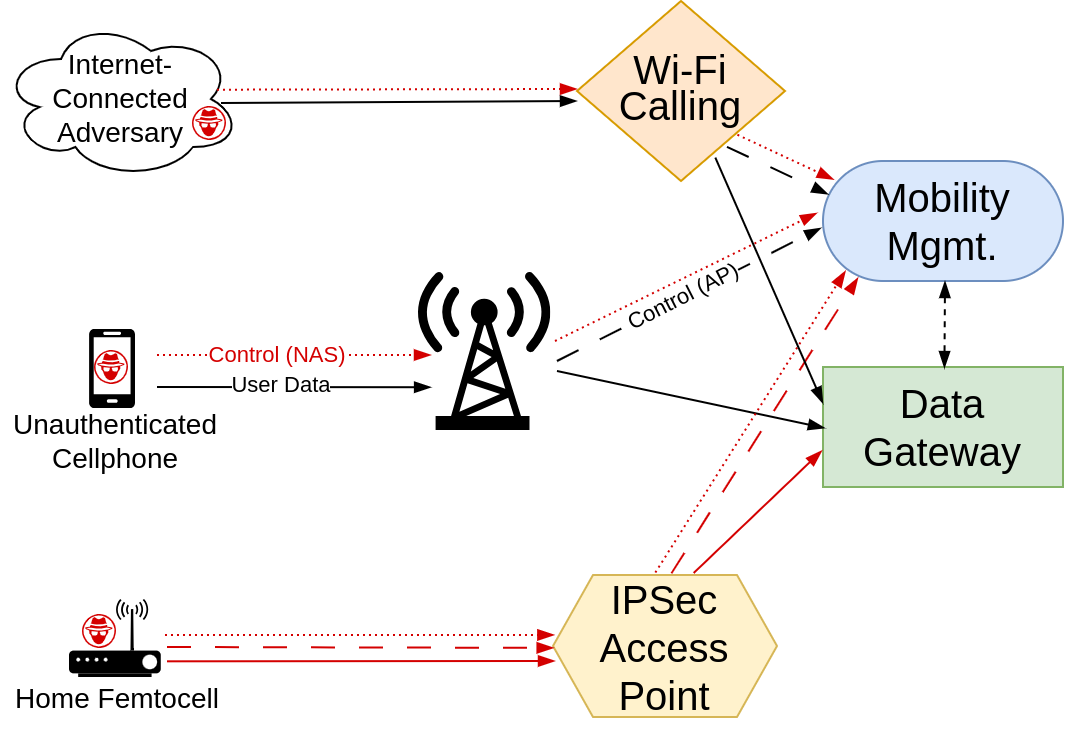 Internet-
Connected
Adversary
Wi-Fi
Calling
Mobility
Mgmt.
Control (AP)
Control (NAS)
User Data
Unauthenticated
Cellphone
Data
Gateway
IPSec
Access
Point
Home Femtocell